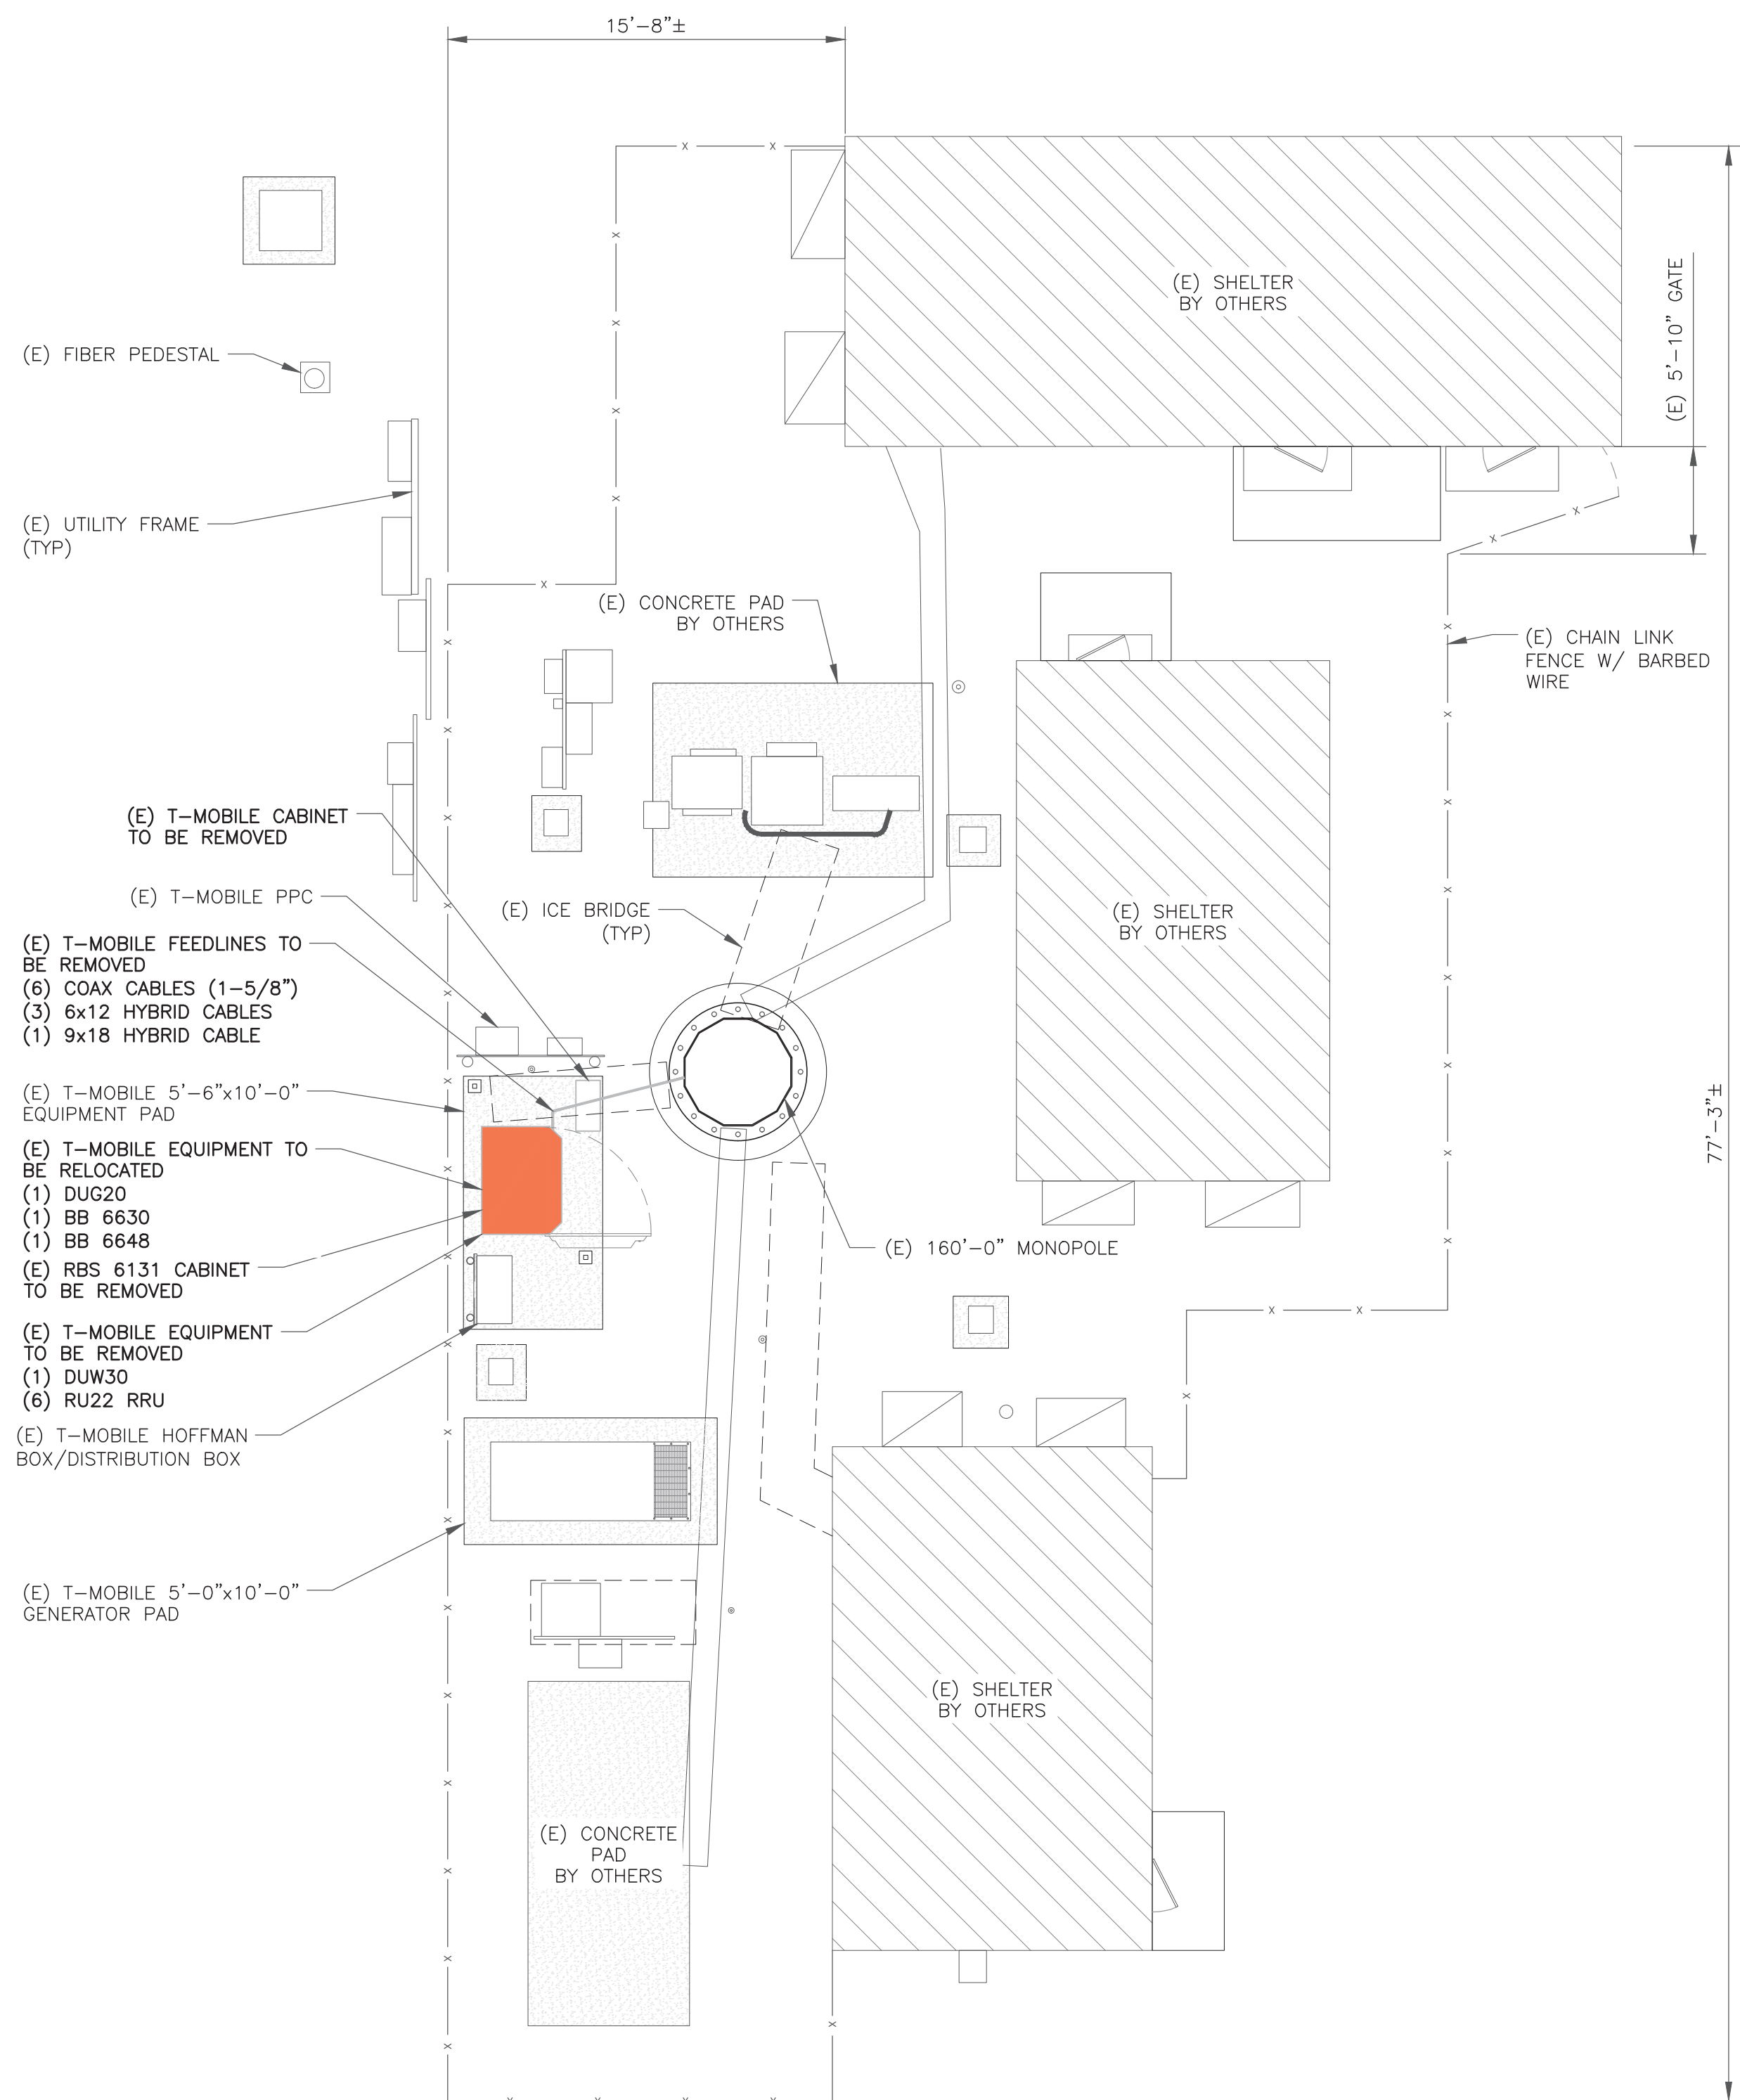 15'-8"±
(E) SHELTER
BY OTHERS
(E) 5'-10" GATE
(E) FIBER PEDESTAL
(E) UTILITY FRAME
(TYP)
(E) CONCRETE PAD
BY OTHERS
(E) CHAIN LINK
FENCE W/ BARBED
WIRE
(E) T-MOBILE CABINET
TO BE REMOVED
(E) T-MOBILE PPC
(E) ICE BRIDGE
(TYP)
(E) SHELTER
BY OTHERS
(E) T-MOBILE FEEDLINES TO
BE REMOVED
(6) COAX CABLES (1-5/8")
(3) 6x12 HYBRID CABLES
(1) 9x18 HYBRID CABLE
(E) T-MOBILE 5'-6"x10'-0"
EQUIPMENT PAD
77'-3"±
(E) T-MOBILE EQUIPMENT TO
BE RELOCATED
(1) DUG20
(1) BB 6630
(1) BB 6648
(E) 160'-0" MONOPOLE
(E) RBS 6131 CABINET
TO BE REMOVED
(E) T-MOBILE EQUIPMENT
TO BE REMOVED
(1) DUW30
(6) RU22 RRU
(E) T-MOBILE HOFFMAN
BOX/DISTRIBUTION BOX
(E) T-MOBILE 5'-0"x10'-0"
GENERATOR PAD
(E) SHELTER
BY OTHERS
(E) CONCRETE
PAD
BY OTHERS